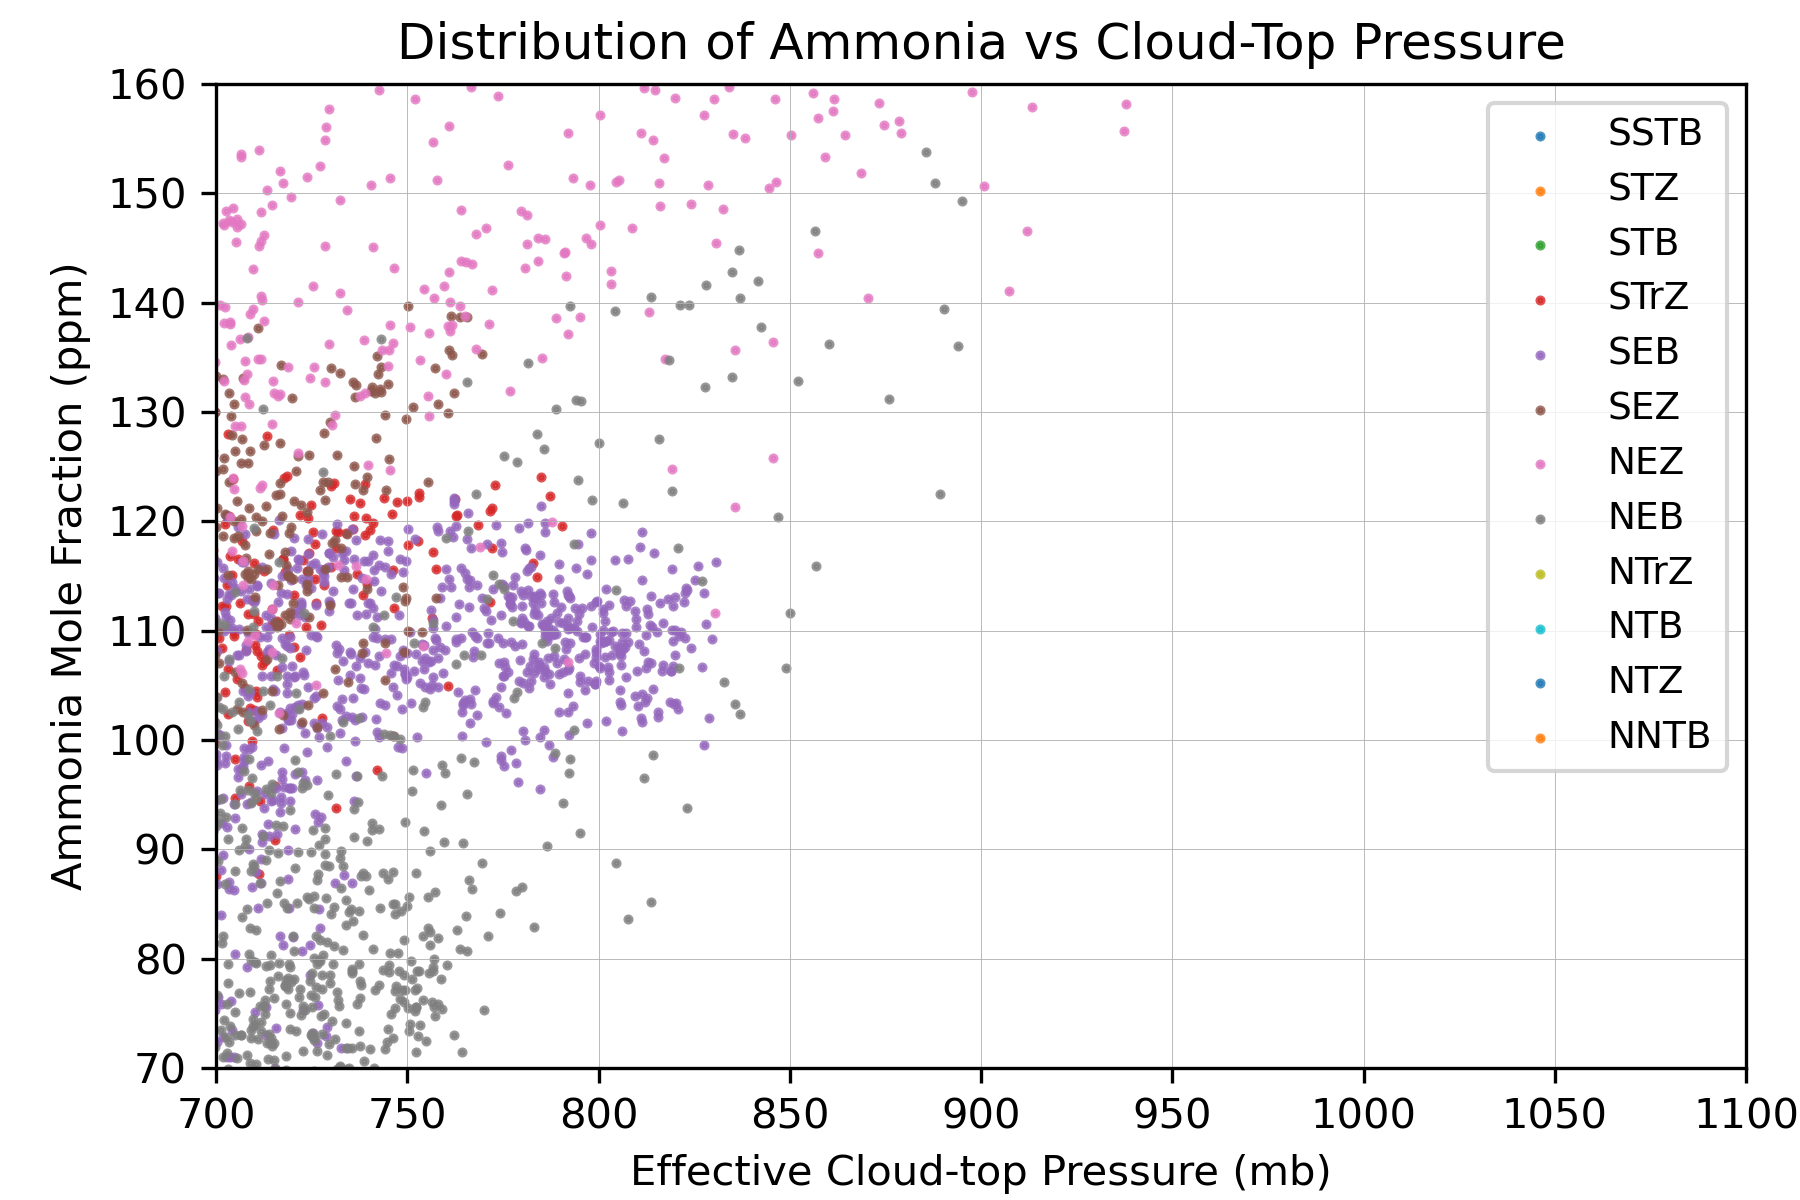 Distribution of Ammonia vs Cloud-Top Pressure
Ammonia Mole Fraction (ppm)
160
150
140
130
120
110
100
90
80
70
SSTB
STZ
STB
STrZ
SEB
SEZ
NEZ
NEB
NTrZ
NTB
NTZ
NNTB
700 750 800 850 900 950 1000 1050 1100
Effective Cloud-top Pressure (mb)